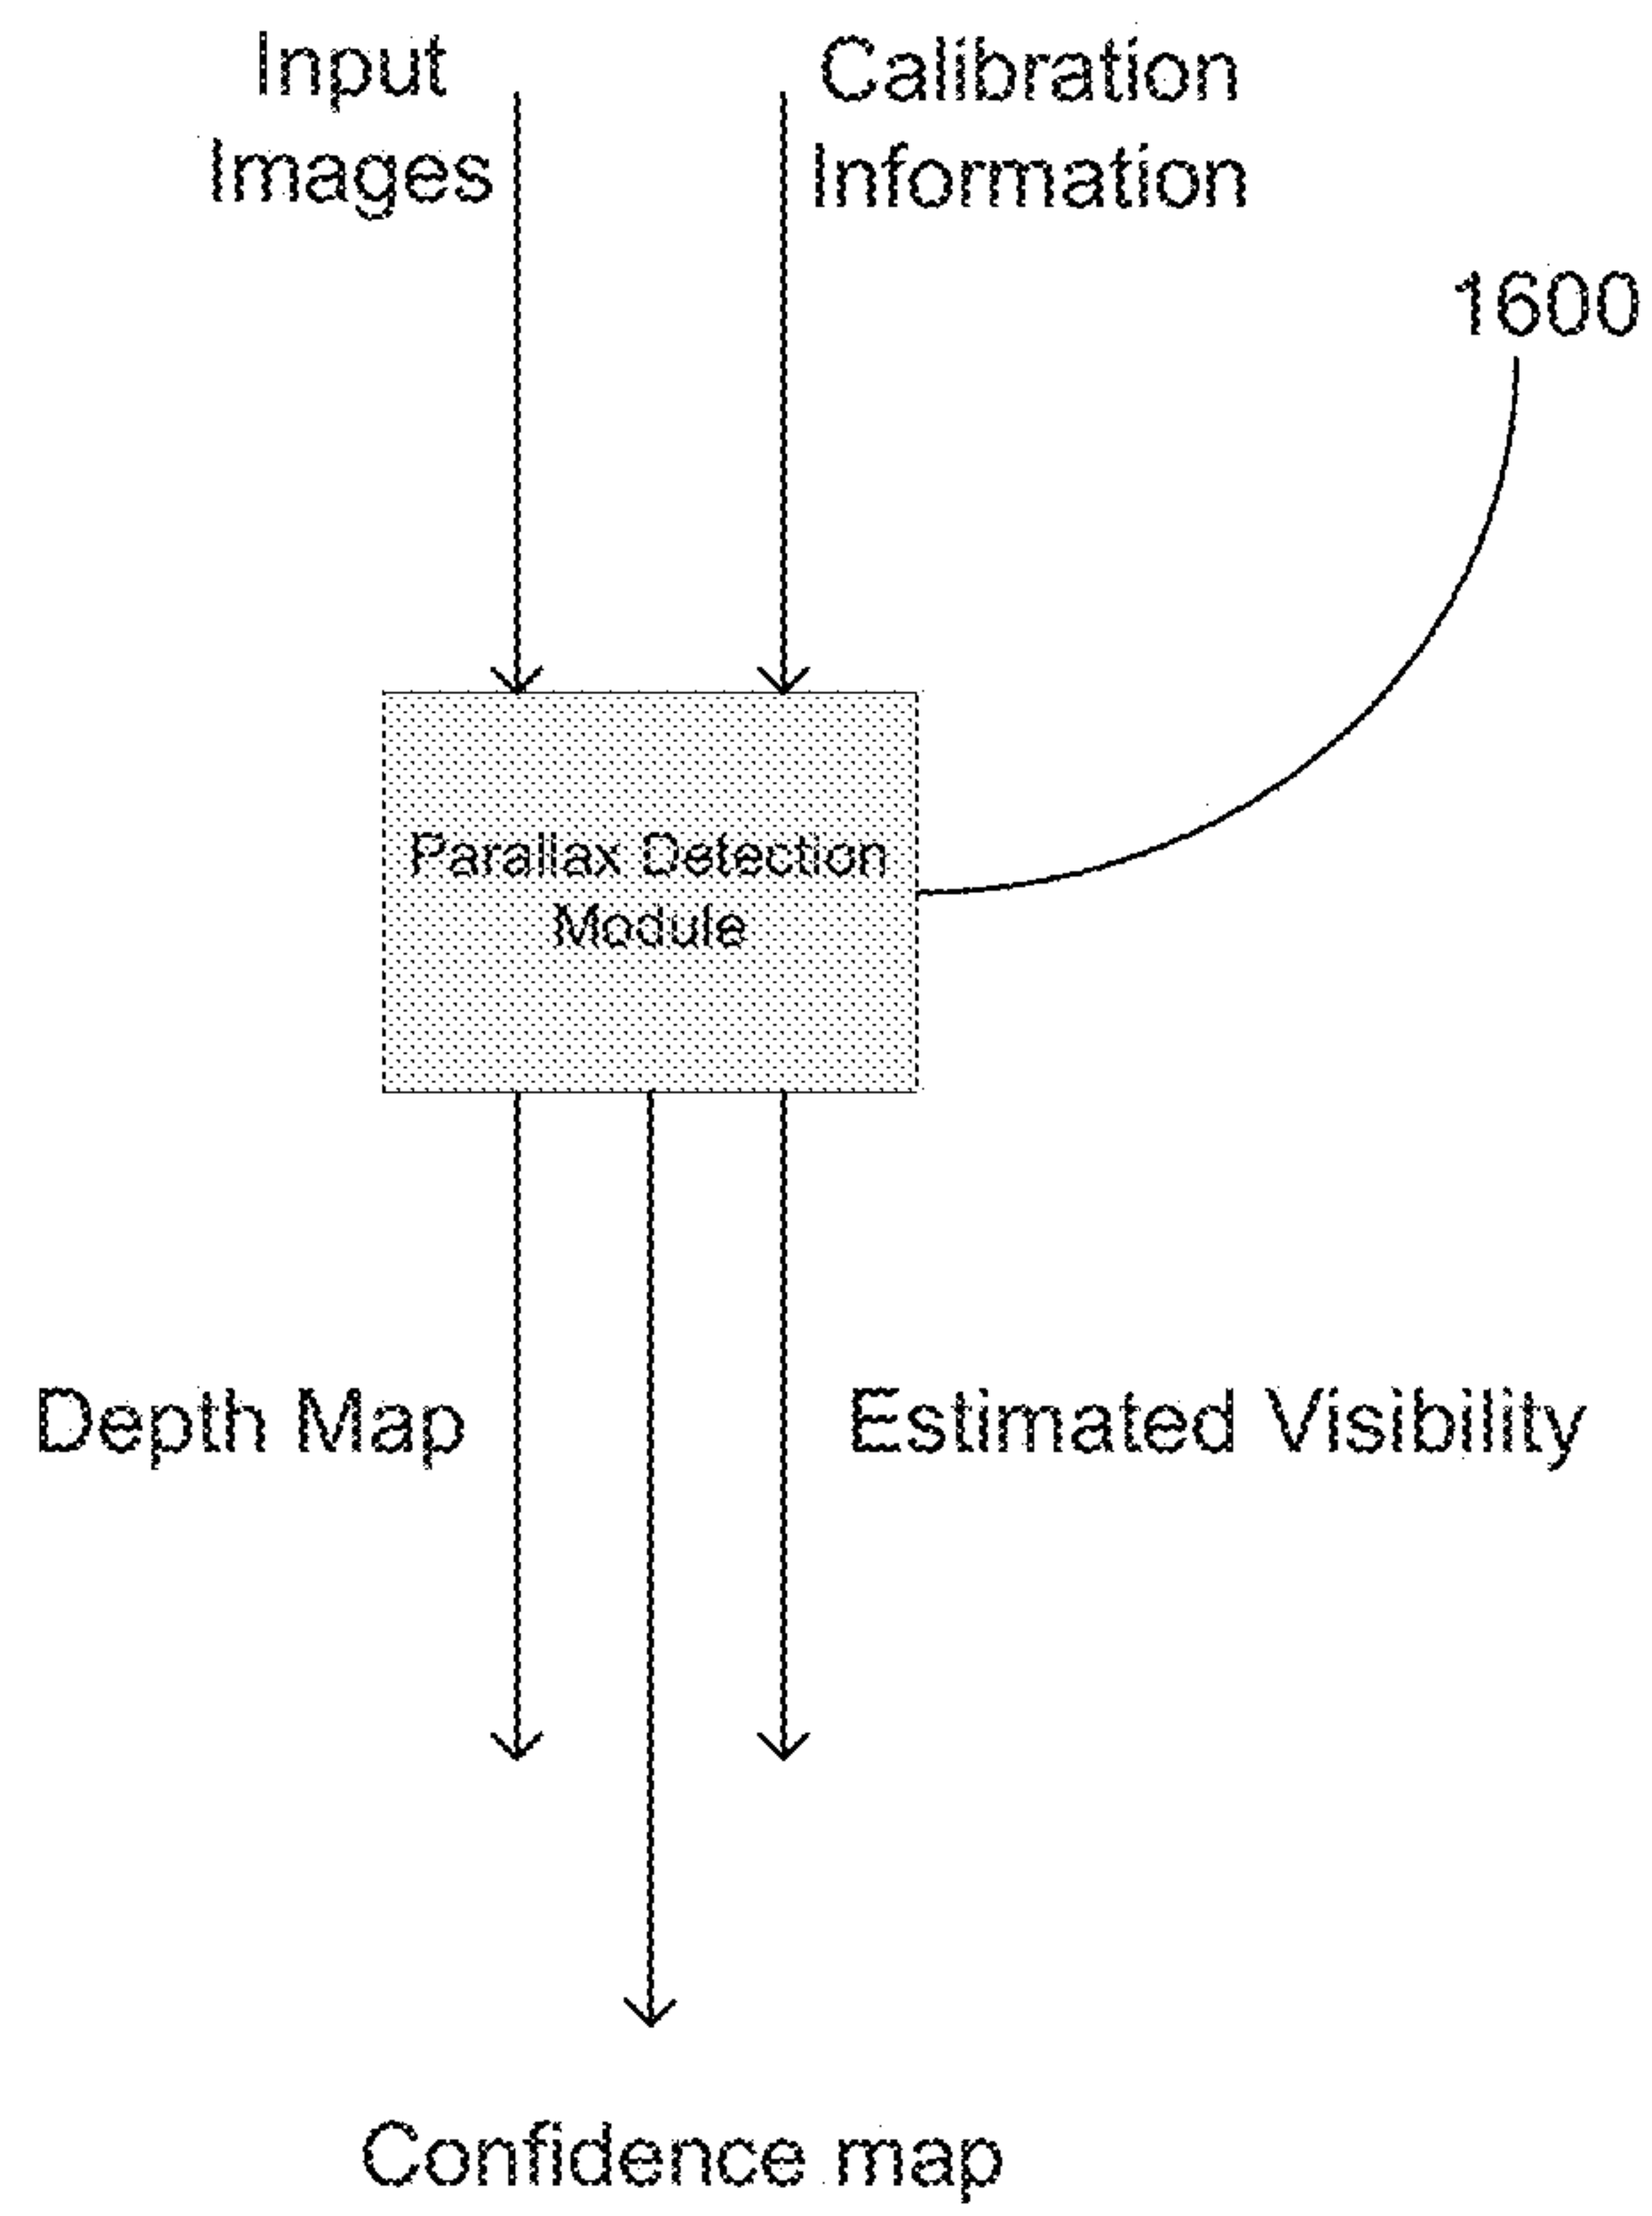 Input
Images
Calibration
Information
1600
Parallax Detection
Module
Depth Map
Estimated Visibility
Confidence map